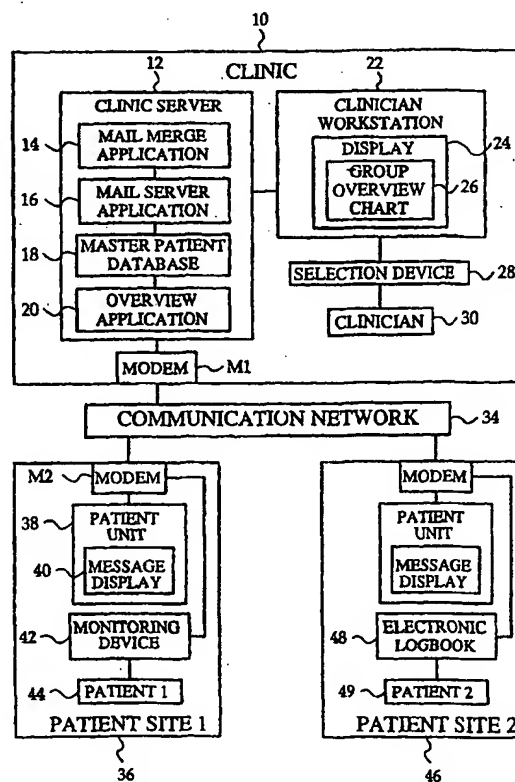 10
12
CLINIC
22
CLINIC SERVER
14
MAIL MERGE
APPLICATION
16
MAIL SERVER
APPLICATION
18
MASTER PATIENT
DATABASE
20
OVERVIEW
APPLICATION
CLINICIAN
WORKSTATION
DISPLAY
24
GROUP
OVERVIEW
CHART
26
SELECTION DEVICE
28
CLINICIAN
30
MODEM
M1
COMMUNICATION NETWORK
34
M2
MODEM
38
PATIENT
UNIT
40
MESSAGE
DISPLAY
42
MONITORING
DEVICE
44
PATIENT 1
PATIENT SITE 1
36
MODEM
PATIENT
UNIT
MESSAGE
DISPLAY
48
ELECTRONIC
LOGBOOK
49
PATIENT 2
PATIENT SITE 2
46